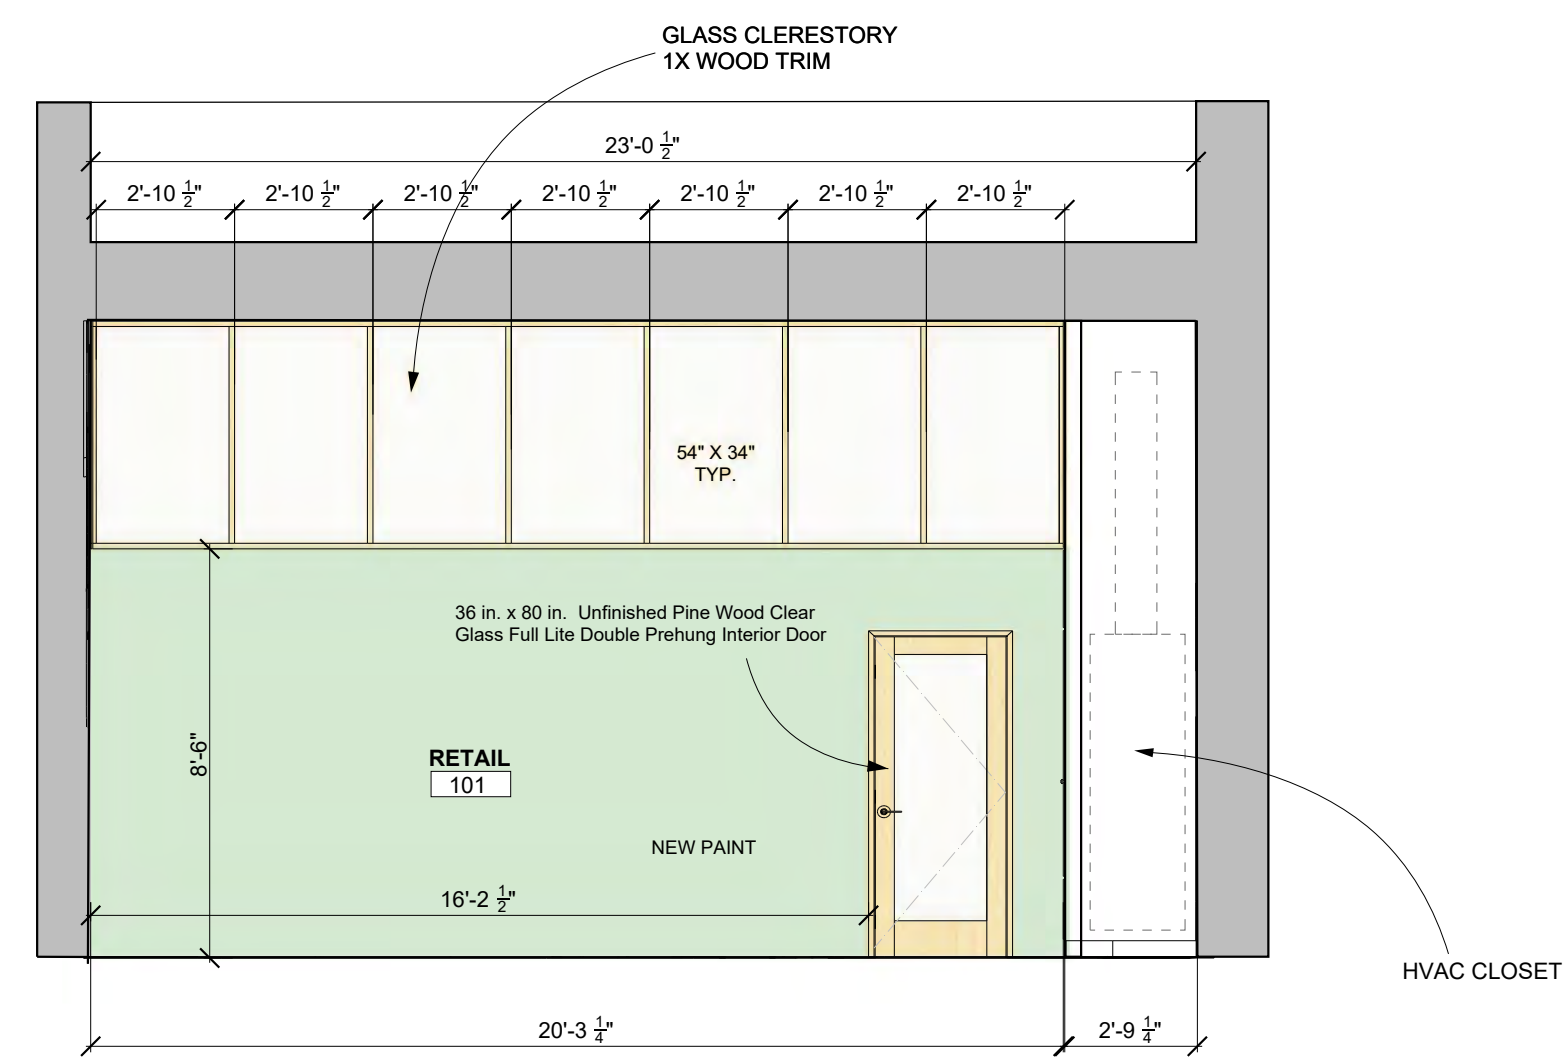 GLASS CLERESTORY
1X WOOD TRIM
23'-0 1/2"
2'-10 1/2" 2'-10 1/2" 2'-10 1/2" 2'-10 1/2" 2'-10 1/2" 2'-10 1/2" 2'-10 1/2"
54" X 34"
TYP.
36 in. x 80 in. Unfinished Pine Wood Clear
Glass Full Lite Double Prehung Interior Door
8'-6"
RETAIL
101
NEW PAINT
16'-2 1/2"
HVAC CLOSET
20'-3 1/4" 2'-9 1/4"